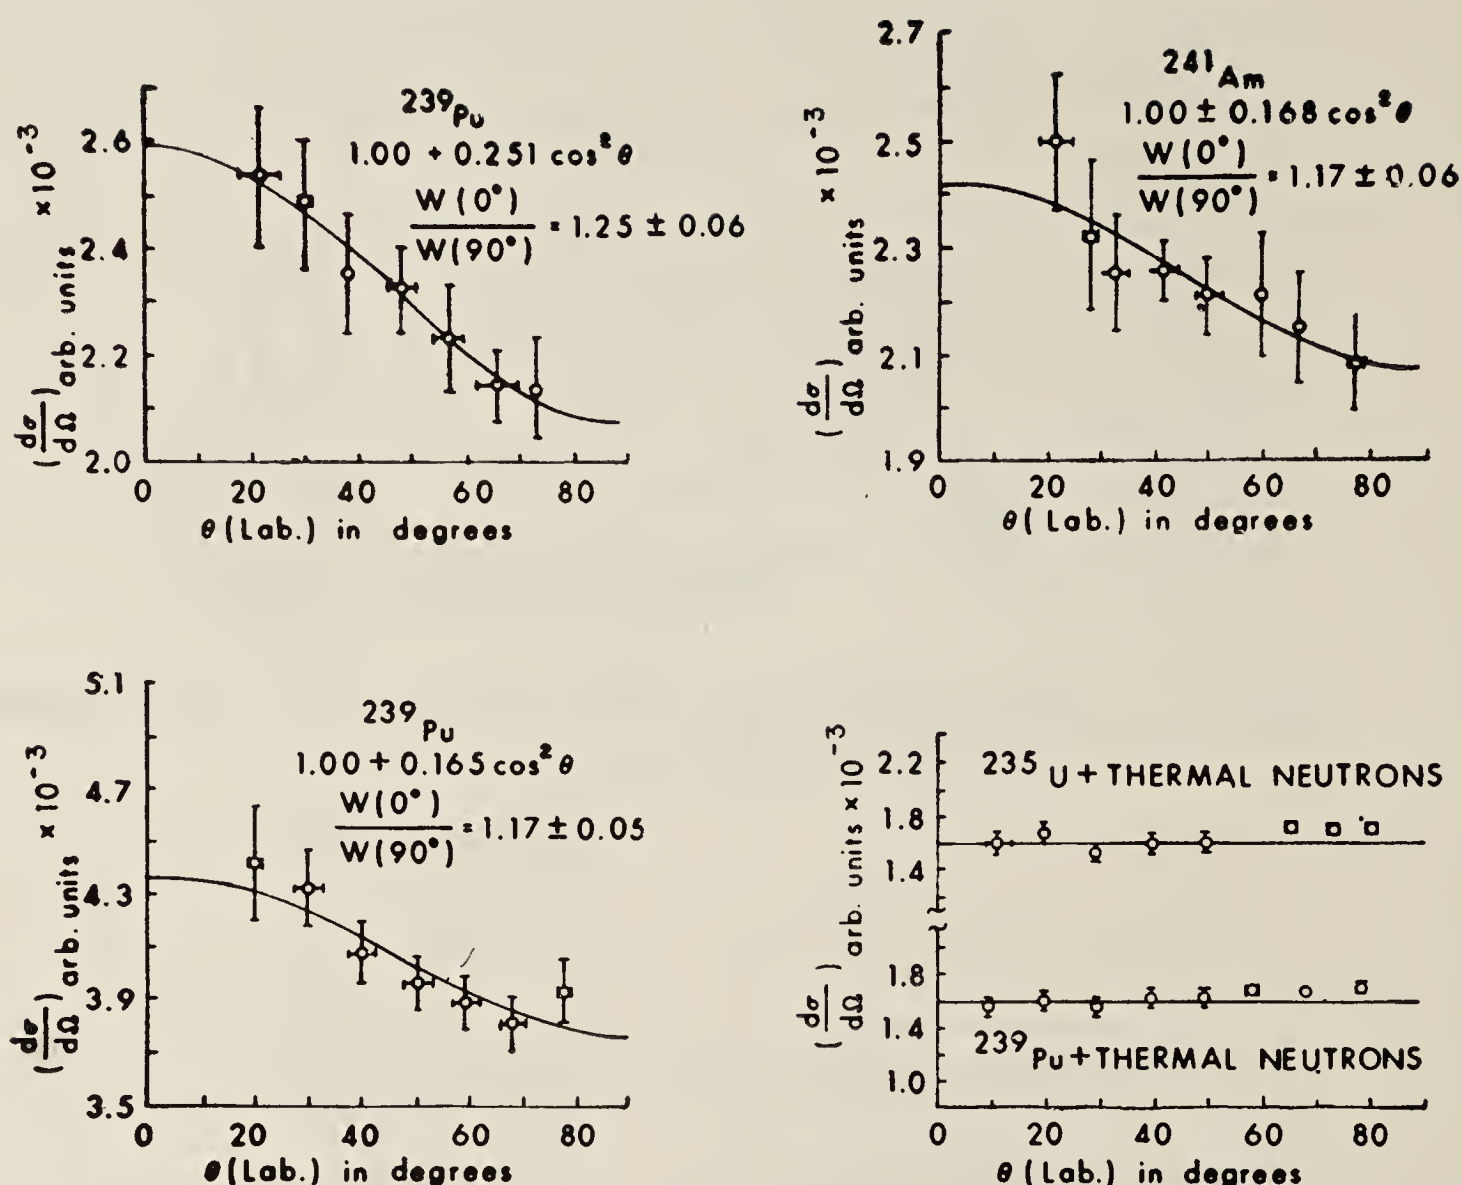 239Pu
1.00 + 0.251 cos² θ
W(0°)
W(90°) = 1.25 ± 0.06
(dσ
dΩ) arb. units × 10⁻³
2.6
2.4
2.2
2.0
0 20 40 60 80
θ (Lab.) in degrees
241Am
1.00 ± 0.168 cos² θ
W(0°)
W(90°) = 1.17 ± 0.06
(dσ
dΩ) arb. units × 10⁻³
2.7
2.5
2.3
2.1
1.9
0 20 40 60 80
θ (Lab.) in degrees
239Pu
1.00 + 0.165 cos² θ
W(0°)
W(90°) = 1.17 ± 0.05
(dσ
dΩ) arb. units × 10⁻³
5.1
4.7
4.3
3.9
3.5
0 20 40 60 80
θ (Lab.) in degrees
235U + THERMAL NEUTRONS
(dσ
dΩ) arb. units × 10⁻³
2.2
1.8
1.4
1.8
1.4
1.0
239Pu + THERMAL NEUTRONS
0 20 40 60 80
θ (Lab.) in degrees